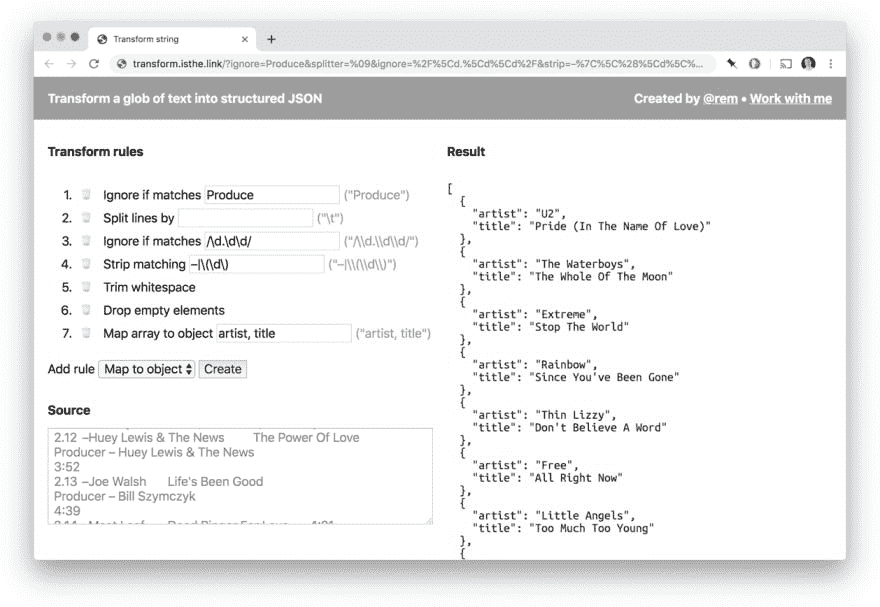 Transform string
transform.isthe.link/?ignore=Produce&splitter=%09&ignore=%2F%5Cd.%5Cd%5Cd%2F&strip=–%7C%5C%28%5Cd%5C%...
Transform a glob of text into structured JSON
Created by @rem • Work with me
Transform rules
1. Ignore if matches Produce ("Produce")
2. Split lines by ("\t")
3. Ignore if matches /\d.\d\d/ ("/\\d.\\d\\d/")
4. Strip matching –|\(\d\) ("–|\\(\\d\\)")
5. Trim whitespace
6. Drop empty elements
7. Map array to object artist, title ("artist, title")
Add rule Map to object Create
Source
2.12 –Huey Lewis & The News The Power Of Love
Producer – Huey Lewis & The News
3:52
2.13 –Joe Walsh Life's Been Good
Producer – Bill Szymczyk
4:39
Result
[
{
"artist": "U2",
"title": "Pride (In The Name Of Love)"
},
{
"artist": "The Waterboys",
"title": "The Whole Of The Moon"
},
{
"artist": "Extreme",
"title": "Stop The World"
},
{
"artist": "Rainbow",
"title": "Since You've Been Gone"
},
{
"artist": "Thin Lizzy",
"title": "Don't Believe A Word"
},
{
"artist": "Free",
"title": "All Right Now"
},
{
"artist": "Little Angels",
"title": "Too Much Too Young"
},
{